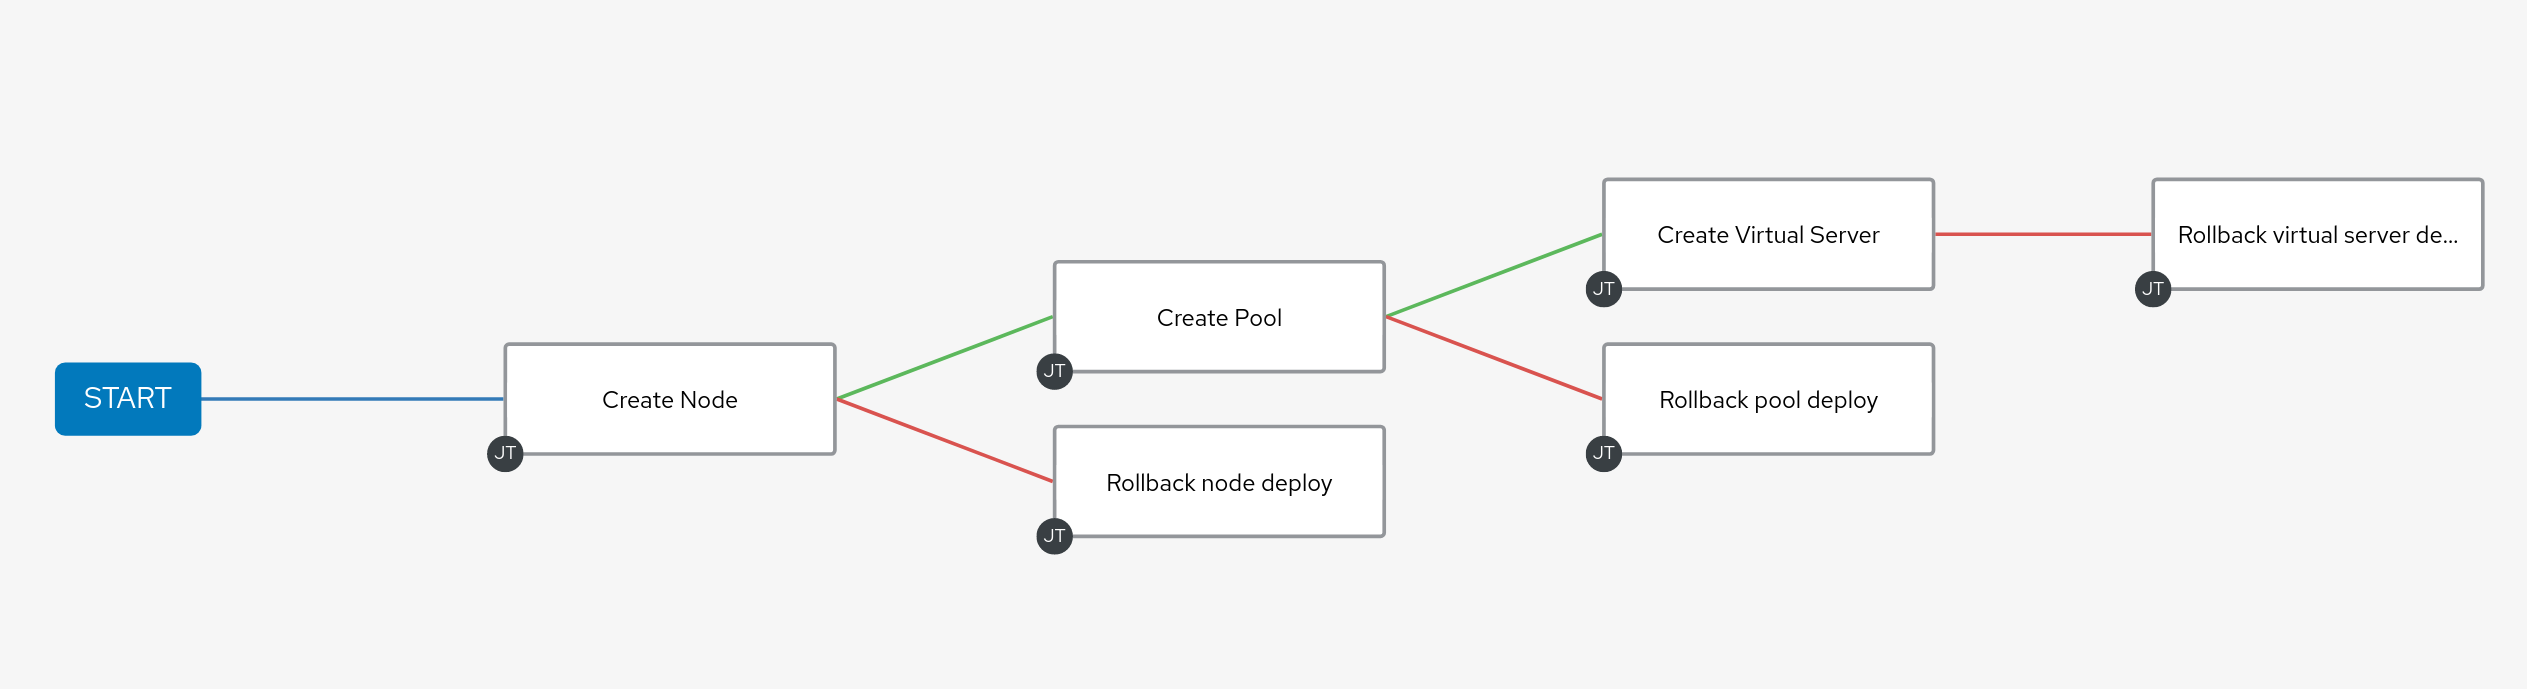 START
Create Node
JT
Create Pool
JT
Rollback node deploy
JT
Create Virtual Server
JT
Rollback pool deploy
JT
Rollback virtual server de...
JT